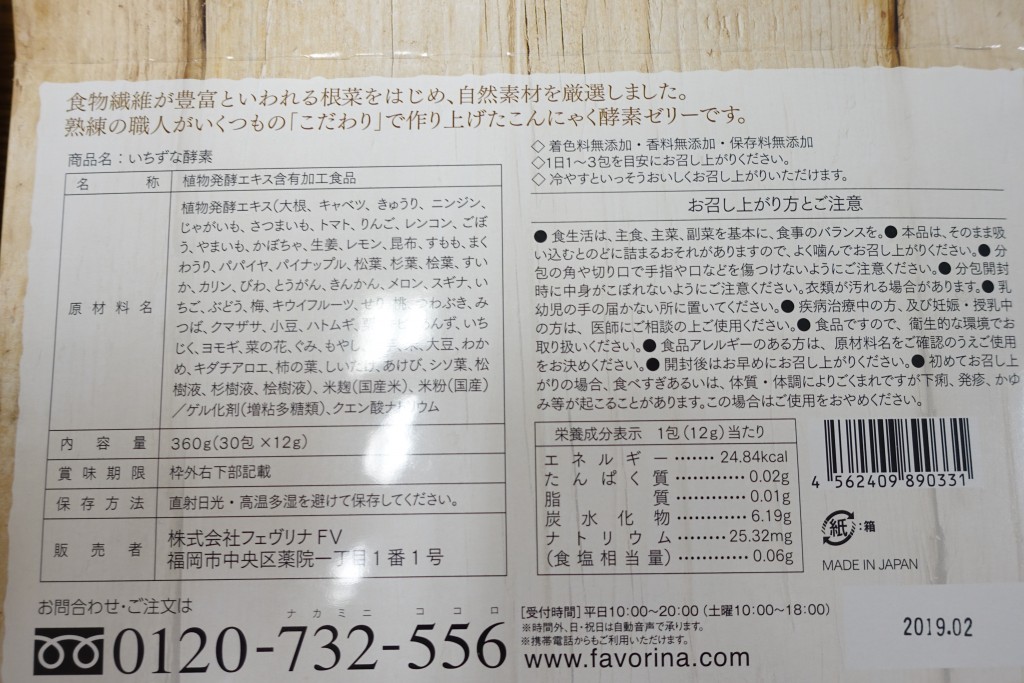 食物繊維が豊富といわれる根菜をはじめ、自然素材を厳選しました。
熟練の職人がいくつもの「こだわり」で作り上げたこんにゃく酵素ゼリーです。
商品名：いちずな酵素
名 称 植物発酵エキス含有加工食品
原材料名
植物発酵エキス(大根、キャベツ、きゅうり、ニンジン、
じゃがいも、さつまいも、トマト、りんご、レンコン、ごぼ
う、やまいも、かぼちゃ、生姜、レモン、昆布、すもも、まく
わうり、パパイヤ、パイナップル、松葉、杉葉、桧葉、すい
か、カリン、びわ、とうがん、きんかん、メロン、スギナ、い
ちご、ぶどう、梅、キウイフルーツ、せり、桃、つわぶき、み
つば、クマザサ、小豆、ハトムギ、あんず、いち
じく、ヨモギ、菜の花、ぐみ、もやし、大豆、わか
め、キダチアロエ、柿の葉、しいたけ、あけび、シソ葉、松
樹液、杉樹液、桧樹液)、米麹(国産米)、米粉(国産)
／ゲル化剤(増粘多糖類)、クエン酸ナトリウム
内容量 360g(30包×12g)
賞味期限 枠外右下部記載
保存方法 直射日光・高温多湿を避けて保存してください。
販売者 株式会社フェヴリナFV
福岡市中央区薬院一丁目1番1号
お問合わせ・ご注文は
ナカミニ ココロ
0120-732-556
◇着色料無添加・香料無添加・保存料無添加
◇1日1～3包を目安にお召し上がりください。
◇冷やすといっそうおいしくお召し上がりいただけます。
お召し上がり方とご注意
●食生活は、主食、主菜、副菜を基本に、食事のバランスを。●本品は、そのまま吸
い込むとのどに詰まるおそれがありますので、よく噛んでお召し上がりください。●分
包の角や切り口で手指や口などを傷つけないようにご注意ください。●分包開封
時に中身がこぼれないようにご注意ください。衣類が汚れる場合があります。●乳
幼児の手の届かない所に置いてください。●疾病治療中の方、及び妊娠・授乳中
の方は、医師にご相談の上ご使用ください。●食品ですので、衛生的な環境でお
取り扱いください。●食品アレルギーのある方は、原材料名をご確認のうえご使用
をお決めください。●開封後はお早めにお召し上がりください。●初めてお召し上
がりの場合、食べすぎあるいは、体質・体調によりごくまれですが下痢、発疹、かゆ
み等が起こることがあります。この場合はご使用をおやめください。
栄養成分表示 1包(12g)当たり
エネルギー……24.84kcal
たんぱく質…………0.02g
脂質…………0.01g
炭水化物…………6.19g
ナトリウム………25.32mg
(食塩相当量)…………0.06g
4 562409 890331
紙：箱
MADE IN JAPAN
[受付時間]平日10:00～20:00(土曜10:00～18:00)
※時間外、日・祝日は自動音声で承ります。
※携帯電話からもご利用いただけます。
www.favorina.com
2019.02